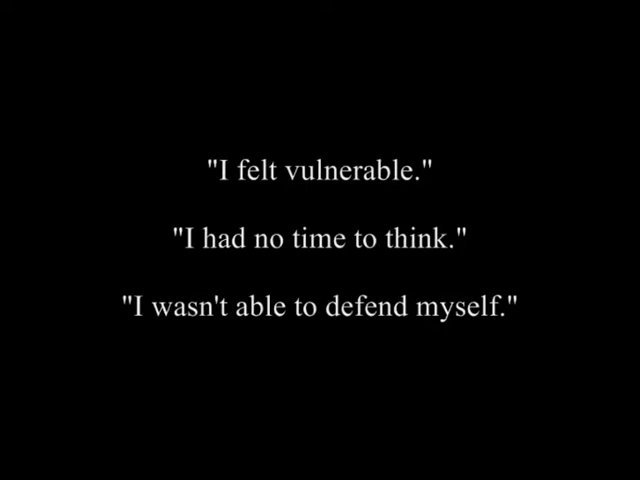 "I felt vulnerable."
"I had no time to think."
"I wasn't able to defend myself."